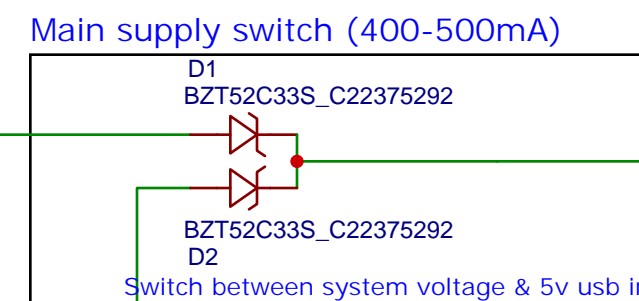 Main supply switch (400-500mA)
D1
BZT52C33S_C22375292
BZT52C33S_C22375292
D2
Switch between system voltage & 5v usb